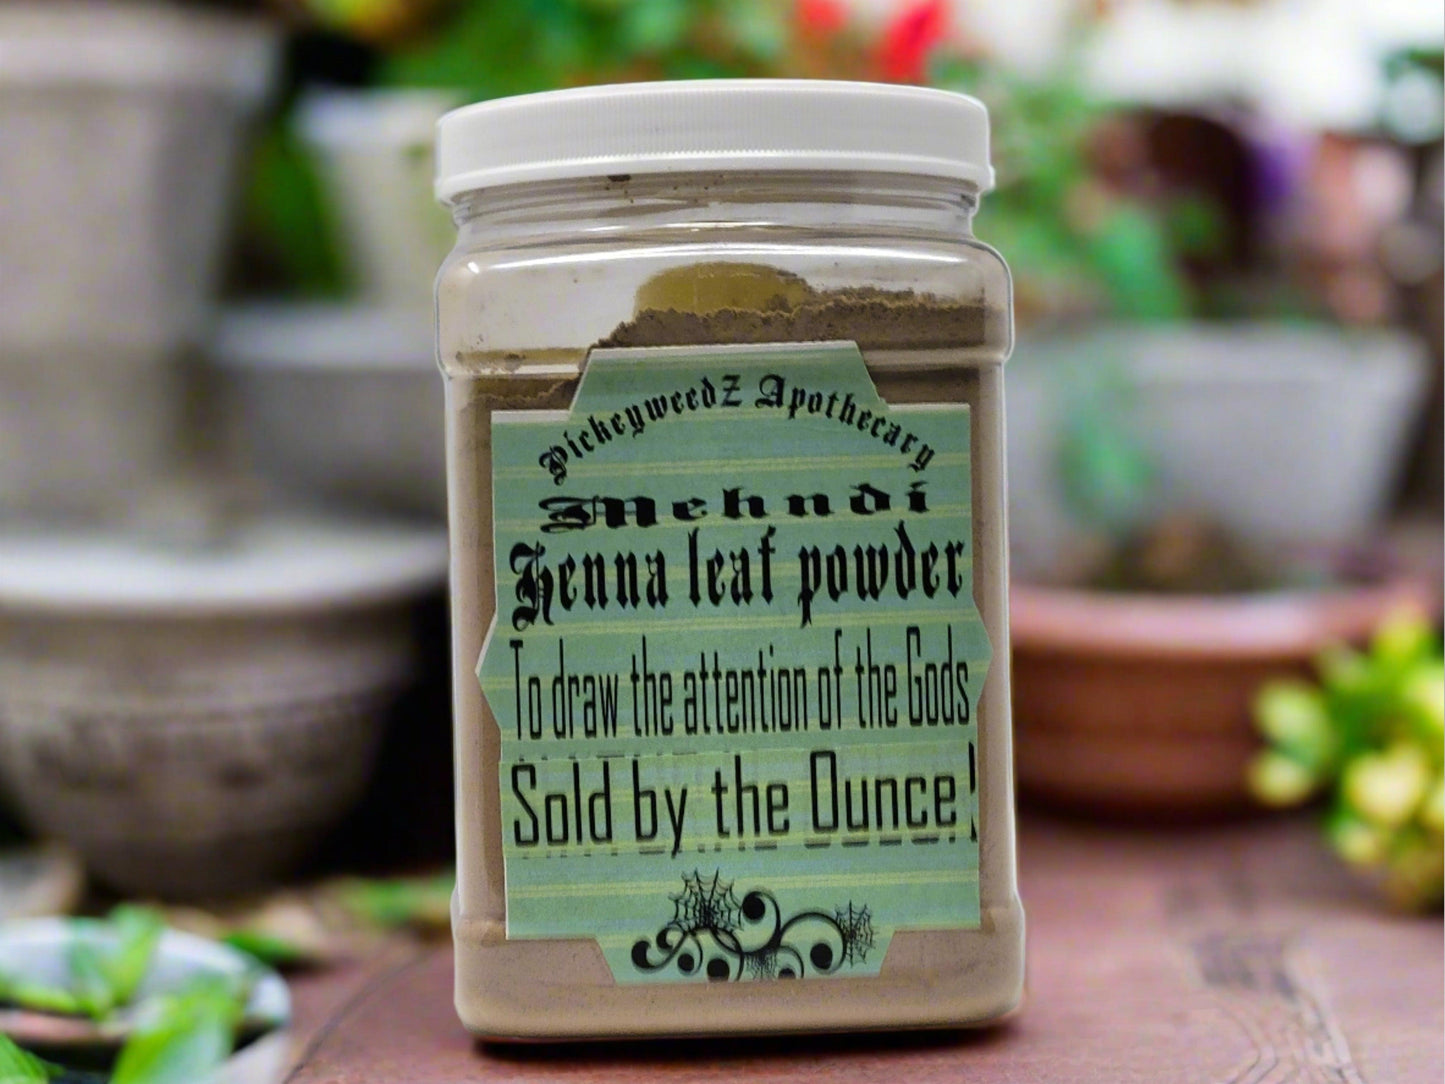 PickeyweedZ Apothecary
Mehndi
Henna leaf powder
To draw the attention of the Gods
Sold by the Ounce!